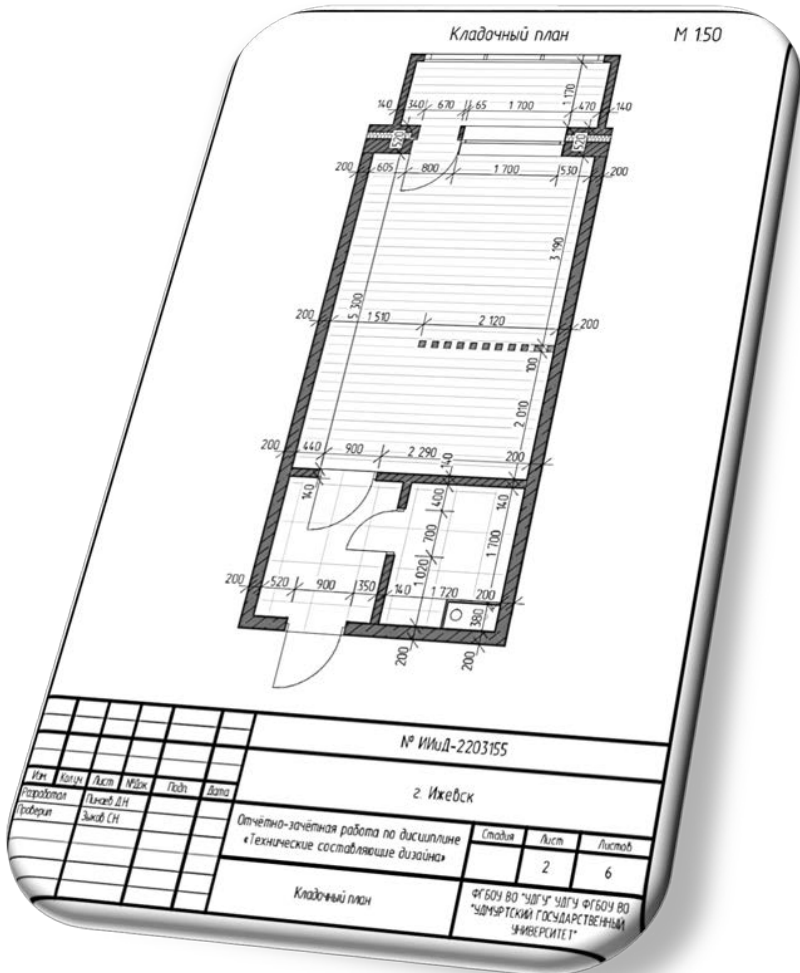 Кладочный план
М 1:50
1 170
140 340 670 65 1 700 470 140
520 520
200 605 800 1 700 530 200
3 190
5 300
200 1 510 2 120 200
100
2 010
200 440 900 2 290 200
140
140 140
400
700
1 700
1 020
200 520 900 350 140 1 720 200
380
200 200
№ ИИиД-2203155
г. Ижевск
Изм. Кол.уч Лист №Док Подп. Дата
Разработал Пинаев Д.Н
Проверил Зыков С.Н.
Отчётно-зачётная работа по дисциплине
«Технические составляющие дизайна»
Стадия Лист Листов
2 6
Кладочный план
ФГБОУ ВО "УДГУ" УДГУ ФГБОУ ВО
"УДМУРТСКИЙ ГОСУДАРСТВЕННЫЙ
УНИВЕРСИТЕТ"